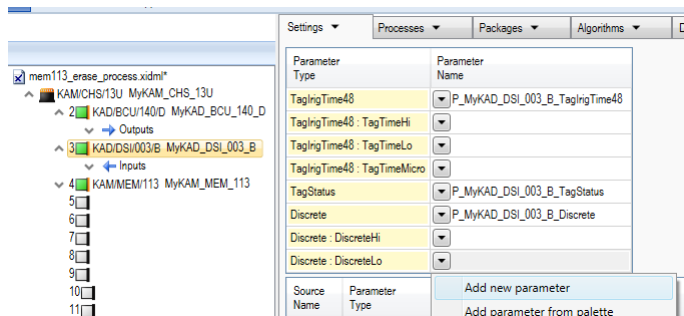 Settings Processes Packages Algorithms D
mem113_erase_process.xidml*
KAM/CHS/13U MyKAM_CHS_13U
2 KAD/BCU/140/D MyKAD_BCU_140_D
Outputs
3 KAD/DSI/003/B MyKAD_DSI_003_B
Inputs
4 KAM/MEM/113 MyKAM_MEM_113
5
6
7
8
9
10
11
Parameter Type Parameter Name
TagIrigTime48 P_MyKAD_DSI_003_B_TagIrigTime48
TagIrigTime48 : TagTimeHi
TagIrigTime48 : TagTimeLo
TagIrigTime48 : TagTimeMicro
TagStatus P_MyKAD_DSI_003_B_TagStatus
Discrete P_MyKAD_DSI_003_B_Discrete
Discrete : DiscreteHi
Discrete : DiscreteLo
Source Name Parameter Type
Add new parameter
Add parameter from palette